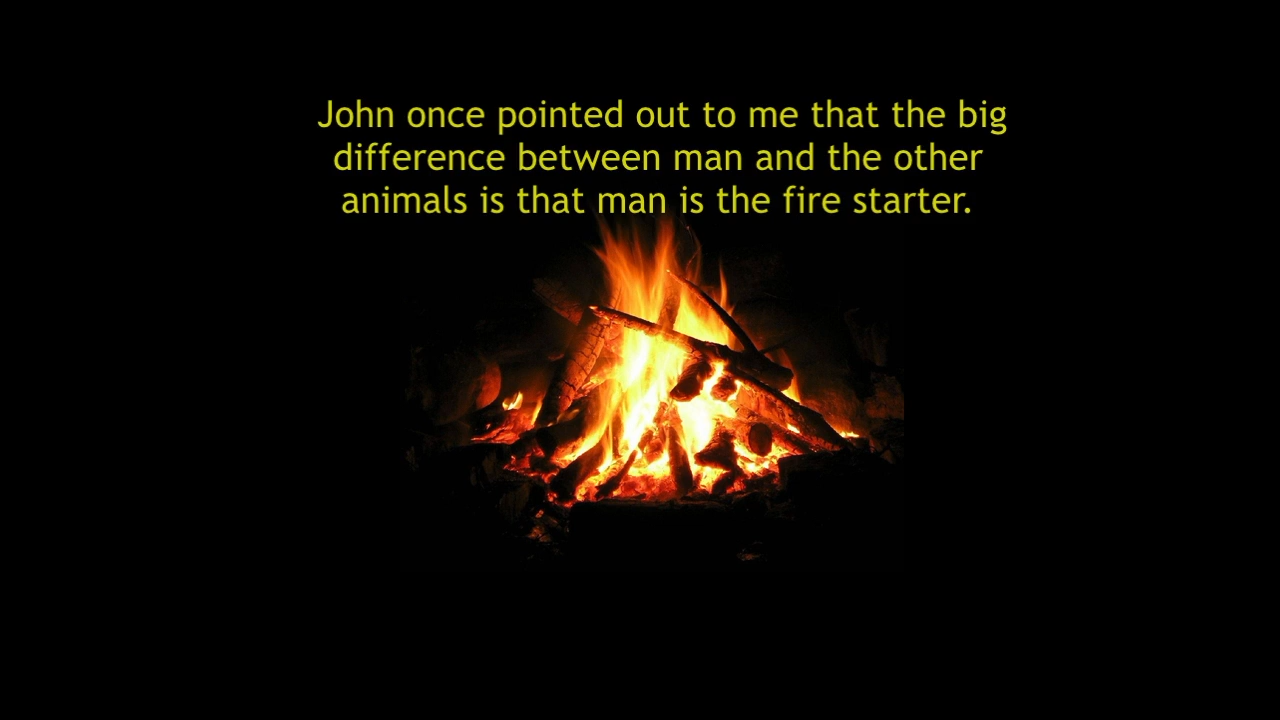 John once pointed out to me that the big
difference between man and the other
animals is that man is the fire starter.